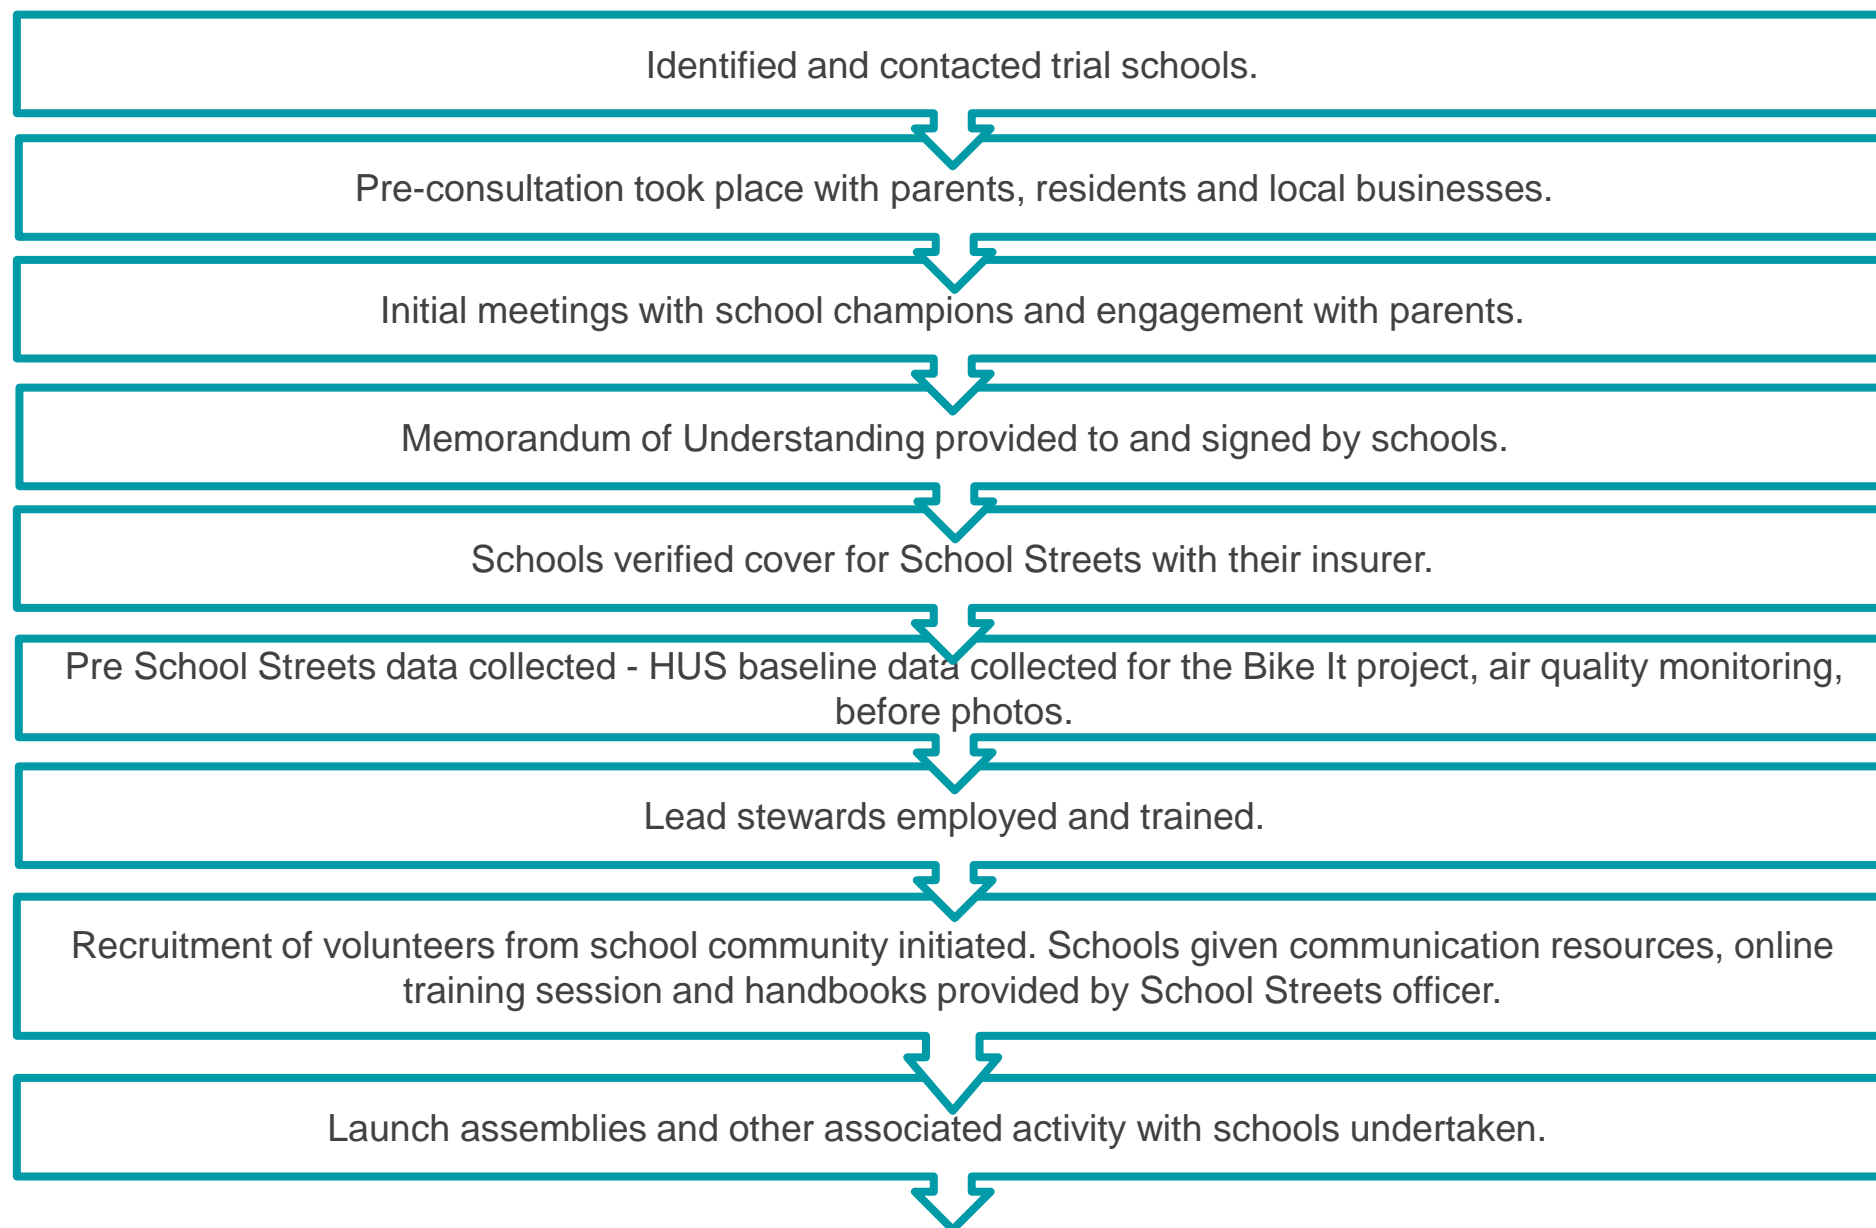 Identified and contacted trial schools.
Pre-consultation took place with parents, residents and local businesses.
Initial meetings with school champions and engagement with parents.
Memorandum of Understanding provided to and signed by schools.
Schools verified cover for School Streets with their insurer.
Pre School Streets data collected - HUS baseline data collected for the Bike It project, air quality monitoring,
before photos.
Lead stewards employed and trained.
Recruitment of volunteers from school community initiated. Schools given communication resources, online
training session and handbooks provided by School Streets officer.
Launch assemblies and other associated activity with schools undertaken.